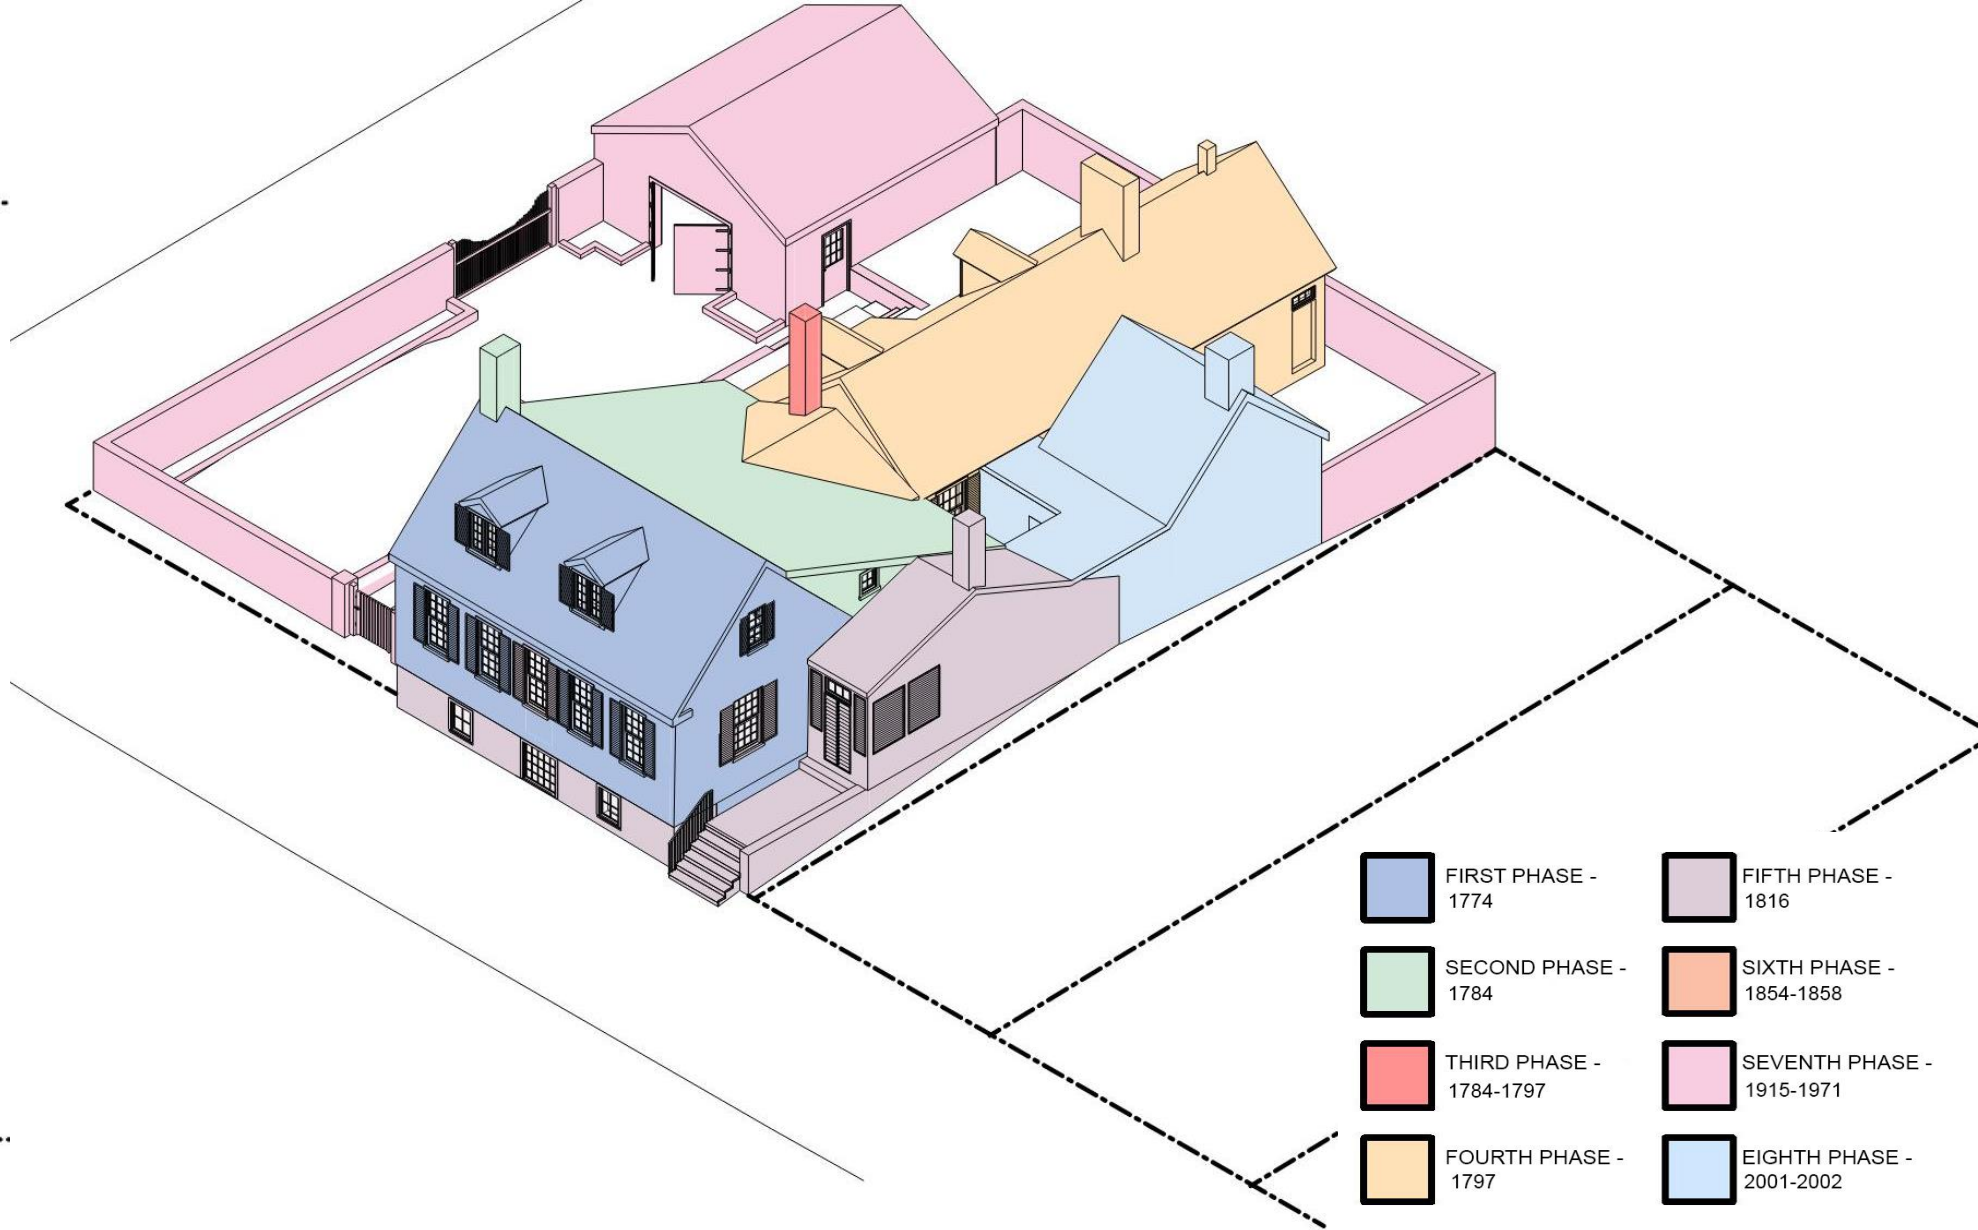 FIRST PHASE -
1774
SECOND PHASE -
1784
THIRD PHASE -
1784-1797
FOURTH PHASE -
1797
FIFTH PHASE -
1816
SIXTH PHASE -
1854-1858
SEVENTH PHASE -
1915-1971
EIGHTH PHASE -
2001-2002